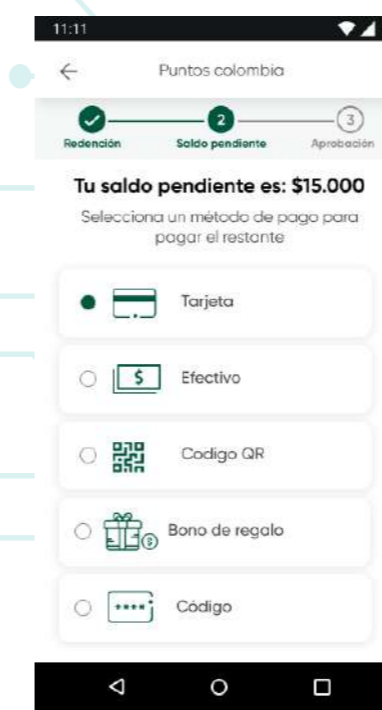 11:11
Puntos colombia
2
3
Redención
Saldo pendiente
Aprobación
Tu saldo pendiente es: $15.000
Selecciona un método de pago para
pagar el restante
Tarjeta
$
Efectivo
Codigo QR
$
Bono de regalo
****
Código